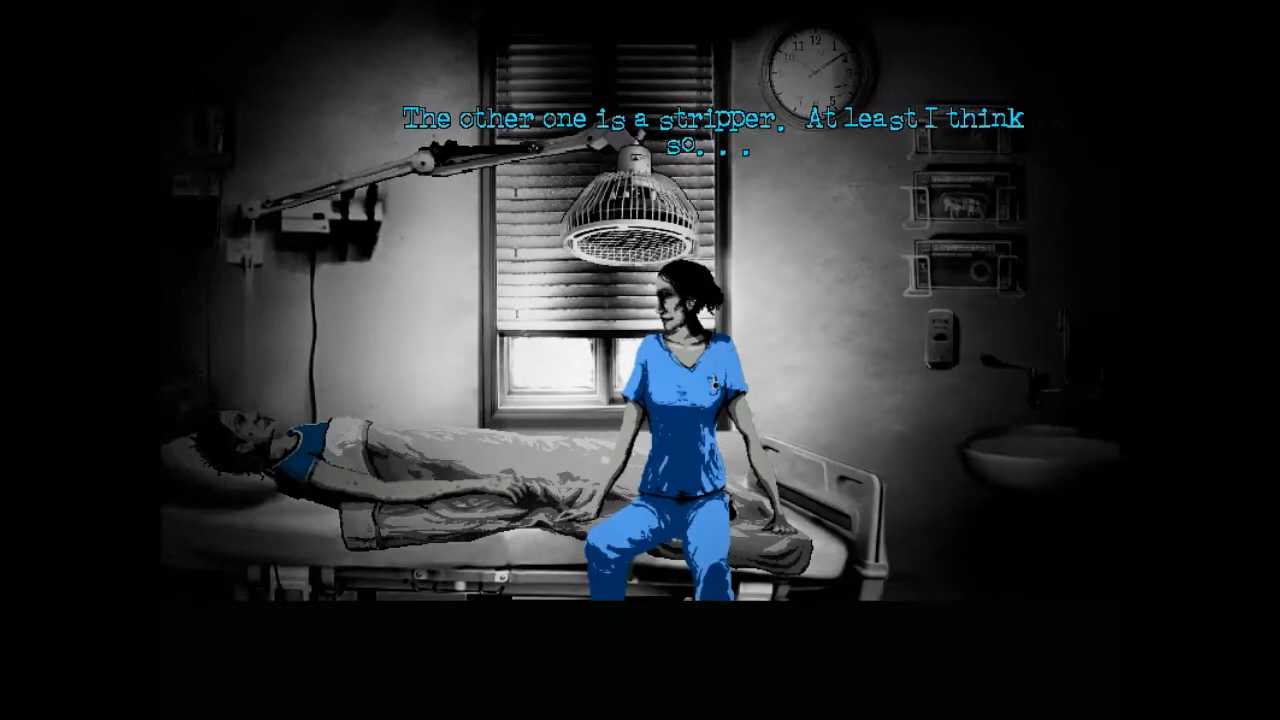 The other one is a stripper. At least I think
so...